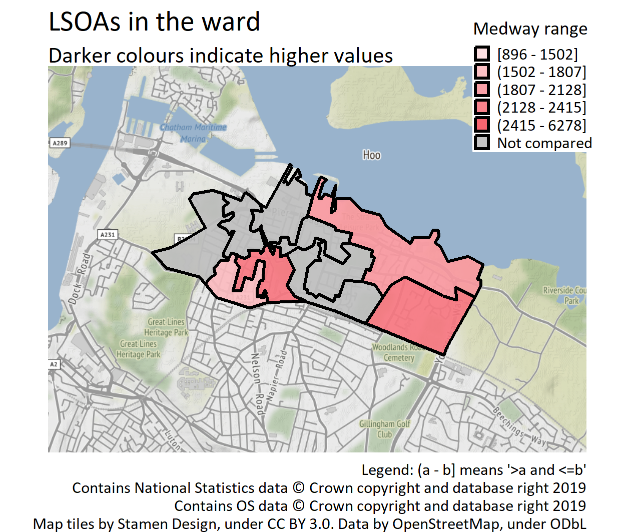 LSOAs in the ward
Darker colours indicate higher values
Medway range
[896 - 1502]
(1502 - 1807]
(1807 - 2128]
(2128 - 2415]
(2415 - 6278]
Not compared
Chatham Maritime
Marina
A289
Hoo
A231
Dock Road
Riverside Cou
Park
Great Lines
Heritage Park
Great Lines
Heritage Park
Woodlands
Cemetery
A2
Nelson Road
Napier Road
Gillingham Golf
Club
Beechings Way
Legend: (a - b] means '>a and <=b'
Contains National Statistics data © Crown copyright and database right 2019
Contains OS data © Crown copyright and database right 2019
Map tiles by Stamen Design, under CC BY 3.0. Data by OpenStreetMap, under ODbL